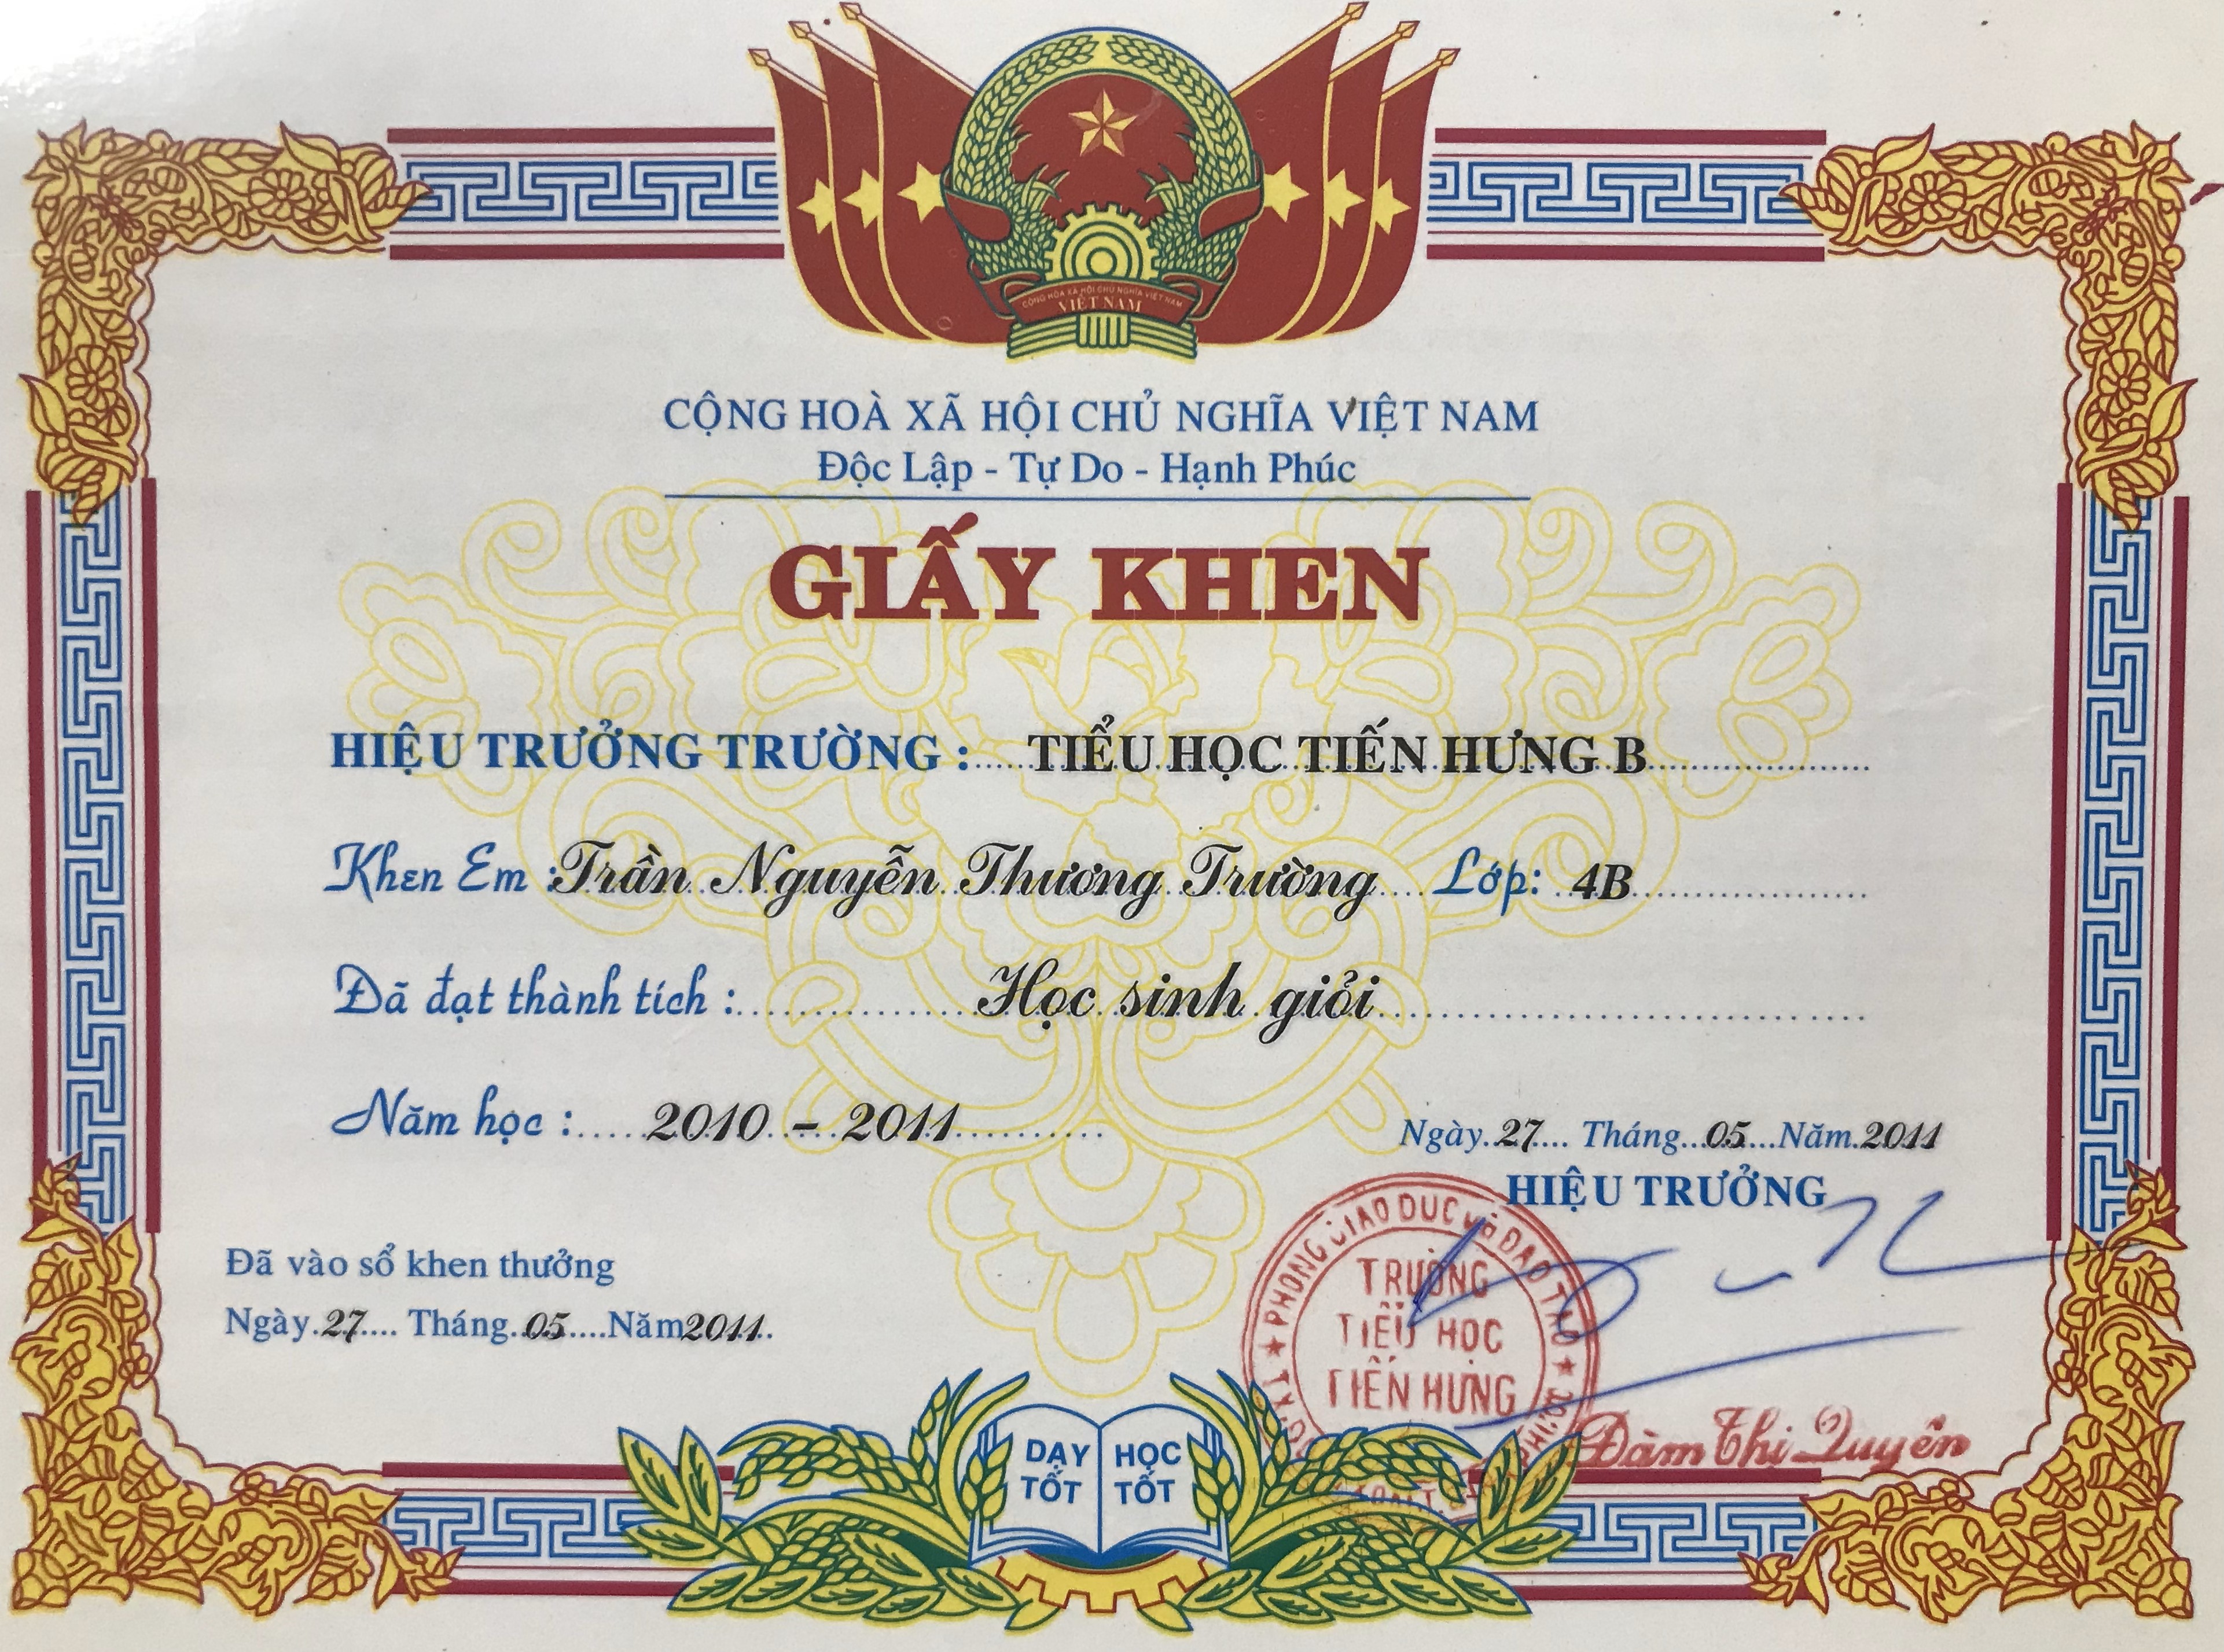 CỘNG HOÀ XÃ HỘI CHỦ NGHĨA VIỆT NAM
VIỆT NAM
CỘNG HOÀ XÃ HỘI CHỦ NGHĨA VIỆT NAM
Độc Lập - Tự Do - Hạnh Phúc
GIẤY KHEN
HIỆU TRƯỞNG TRƯỜNG : TIỂU HỌC TIẾN HƯNG B
Khen Em : Trần Nguyễn Thương Trường Lớp: 4B
Đã đạt thành tích : Học sinh giỏi
Năm học : 2010 - 2011
Ngày 27 Tháng 05 Năm 2011
HIỆU TRƯỞNG
Đã vào sổ khen thưởng
Ngày 27 Tháng 05 Năm 2011
PHÒNG GIÁO DỤC và ĐÀO TẠO
TRƯỜNG
TIỂU HỌC
TIẾN HƯNG
Đàm Thị Quyên
DẠY TỐT
HỌC TỐT